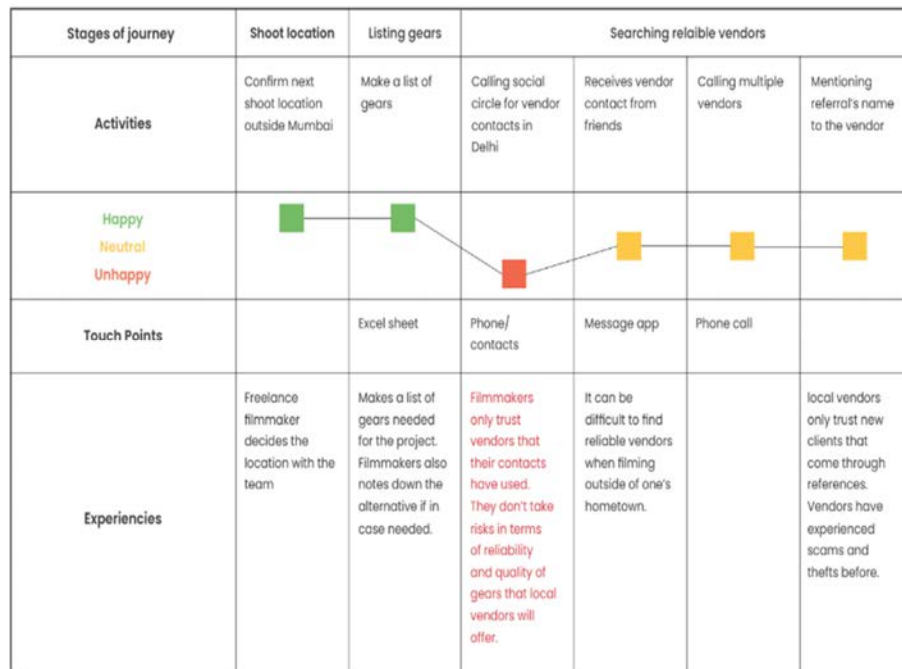 Stages of journey
Shoot location
Listing gears
Searching relaible vendors
Activities
Confirm next
shoot location
outside Mumbai
Make a list of
gears
Calling social
circle for vendor
contacts in
Delhi
Receives vendor
contact from
friends
Calling multiple
vendors
Mentioning
referral's name
to the vendor
Happy
Neutral
Unhappy
Touch Points
Excel sheet
Phone/
contacts
Message app
Phone call
Experiencies
Freelance
filmmaker
decides the
location with the
team
Makes a list of
gears needed
for the project.
Filmmakers also
notes down the
alternative if in
case needed.
Filmmakers
only trust
vendors that
their contacts
have used.
They don't take
risks in terms
of reliability
and quality of
gears that local
vendors will
offer.
It can be
difficult to find
reliable vendors
when filming
outside of one's
hometown.
local vendors
only trust new
clients that
come through
references.
Vendors have
experienced
scams and
thefts before.